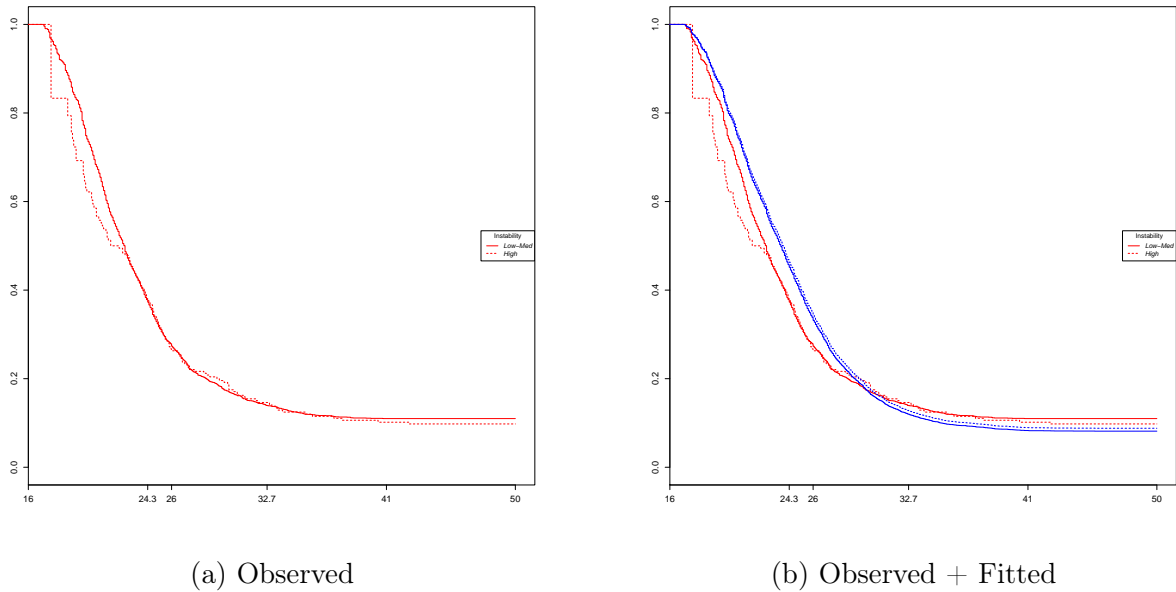 1.0
0.8
0.6
0.4
0.2
0.0
16 24.3 26 32.7 41 50
Instability
Low−Med
High
(a) Observed
1.0
0.8
0.6
0.4
0.2
0.0
16 24.3 26 32.7 41 50
Instability
Low−Med
High
(b) Observed + Fitted